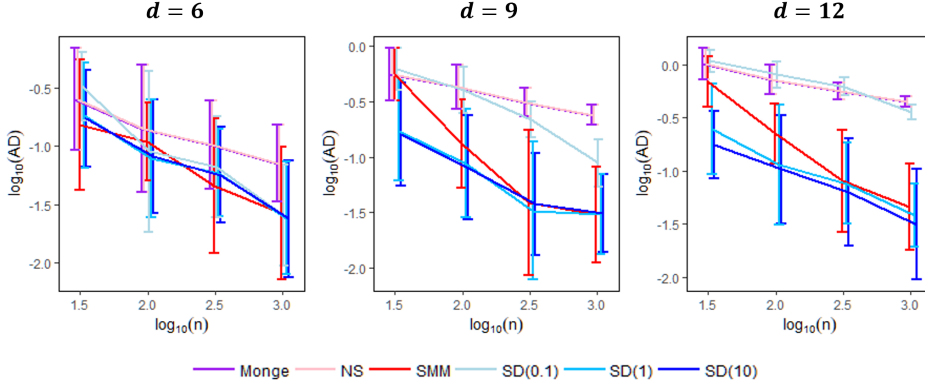 d = 6 d = 9 d = 12
-0.5 0.0 0.0
-1.0 -0.5 -0.5
-1.5 -1.0 -1.0
-2.0 -1.5 -1.5
-2.0 -2.0
log₁₀(AD) log₁₀(AD) log₁₀(AD)
1.5 2.0 2.5 3.0 1.5 2.0 2.5 3.0 1.5 2.0 2.5 3.0
log₁₀(n) log₁₀(n) log₁₀(n)
Monge NS SMM SD(0.1) SD(1) SD(10)